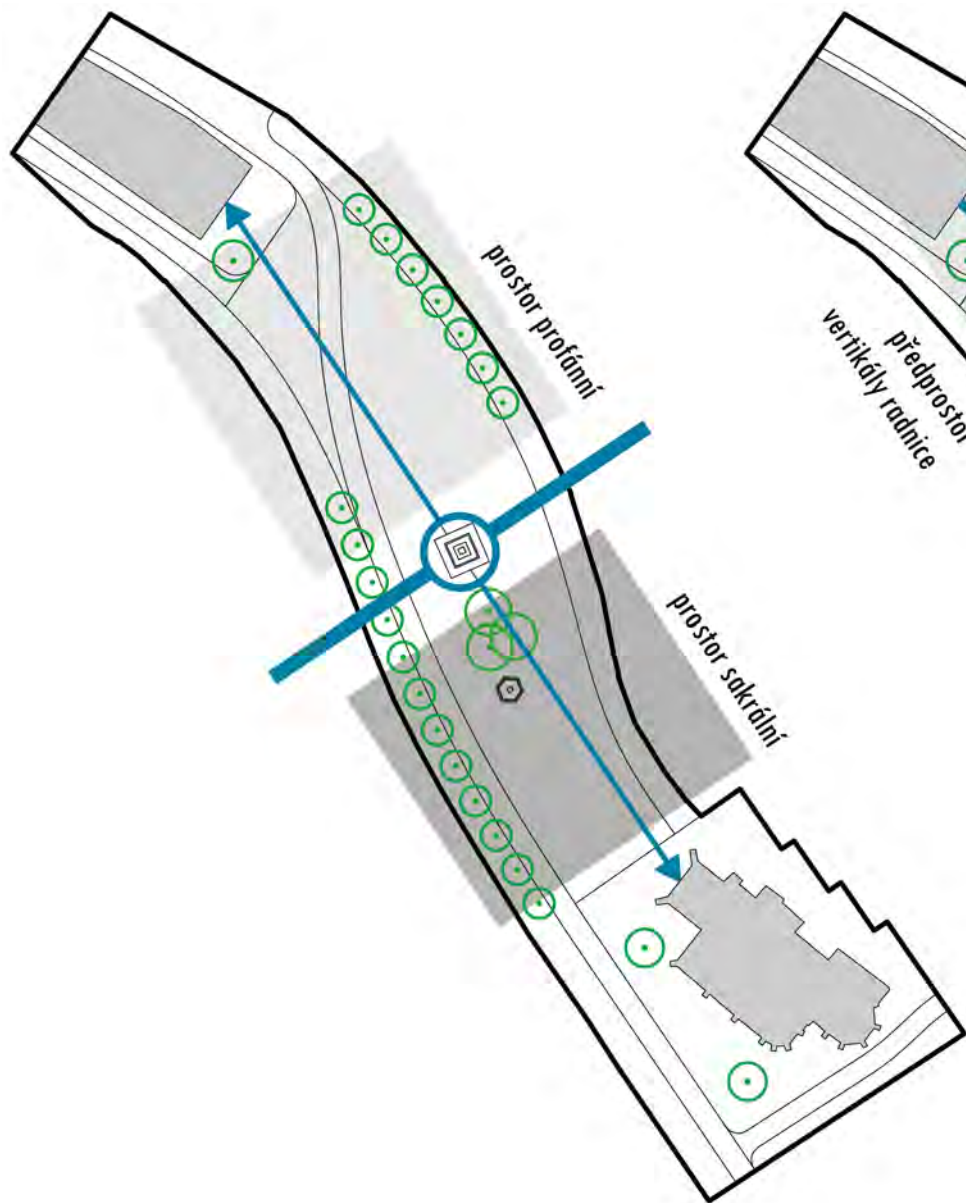 prostor profánní
prostor sakrální
předprostor
vertikály radnice